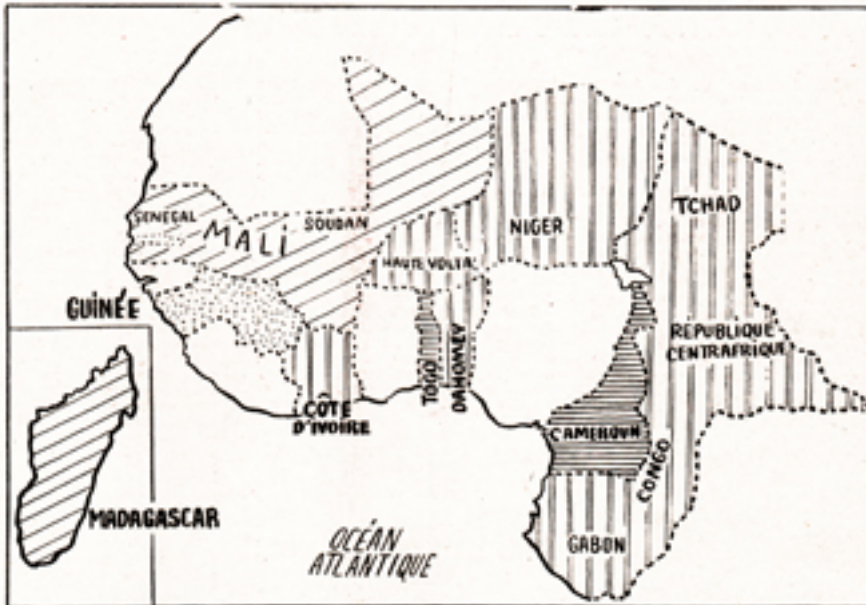 SÉNÉGAL
MALI
SOUDAN
NIGER
TCHAD
HAUTE VOLTA
GUINÉE
RÉPUBLIQUE
CENTRAFRIQUE
TOGO
DAHOMEY
CÔTE
D'IVOIRE
CAMEROUN
CONGO
GABON
MADAGASCAR
OCÉAN
ATLANTIQUE